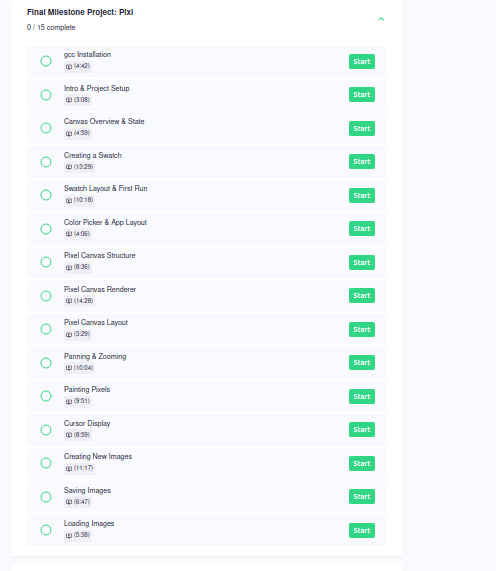 Final Milestone Project: Pixl
0 / 15 complete
gcc Installation
(4:42)
Start
Intro & Project Setup
(3:08)
Start
Canvas Overview & State
(4:59)
Start
Creating a Swatch
(13:29)
Start
Swatch Layout & First Run
(10:18)
Start
Color Picker & App Layout
(4:06)
Start
Pixel Canvas Structure
(8:36)
Start
Pixel Canvas Renderer
(14:28)
Start
Pixel Canvas Layout
(3:29)
Start
Panning & Zooming
(10:04)
Start
Painting Pixels
(9:51)
Start
Cursor Display
(8:59)
Start
Creating New Images
(11:17)
Start
Saving Images
(6:47)
Start
Loading Images
(5:38)
Start